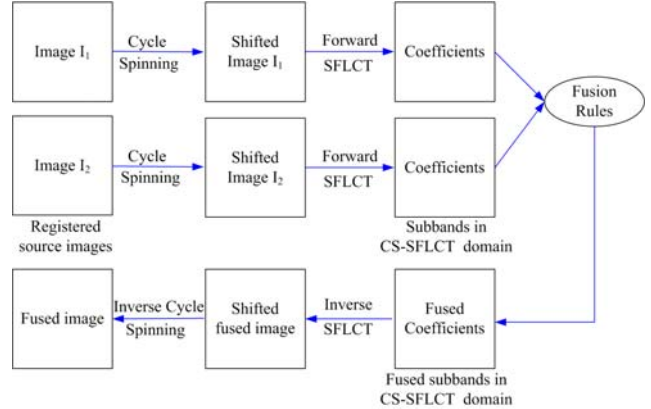 Image I₁
Cycle
Spinning
Shifted
Image I₁
Forward
SFLCT
Coefficients
Fusion
Rules
Image I₂
Cycle
Spinning
Shifted
Image I₂
Forward
SFLCT
Coefficients
Registered
source images
Subbands in
CS-SFLCT domain
Fused image
Inverse Cycle
Spinning
Shifted
fused image
Inverse
SFLCT
Fused
Coefficients
Fused subbands in
CS-SFLCT domain